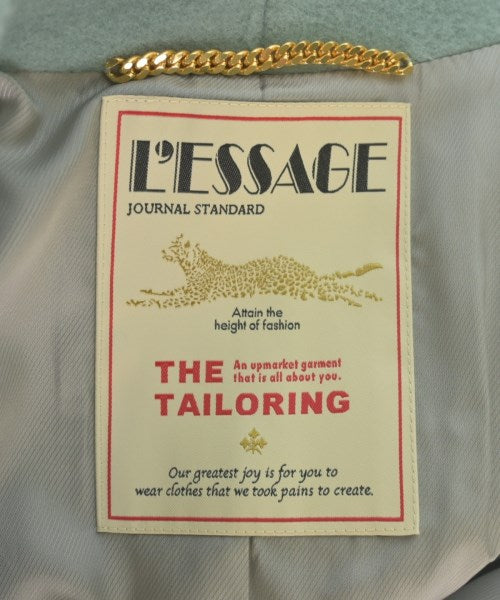 L'ESSAGE
JOURNAL STANDARD
Attain the
height of fashion
THE An upmarket garment
that is all about you.
TAILORING
Our greatest joy is for you to
wear clothes that we took pains to create.